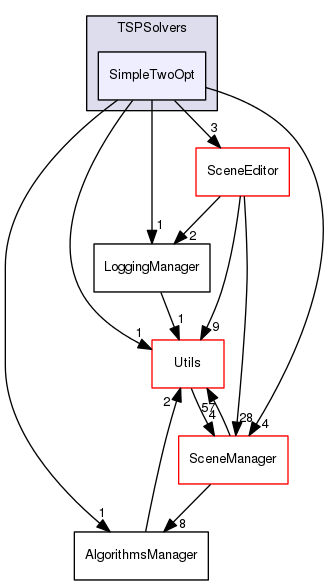 TSPSolvers
SimpleTwoOpt
3
SceneEditor
1
2
LoggingManager
1
1
9
Utils
2
57
4
28
4
SceneManager
1
8
AlgorithmsManager